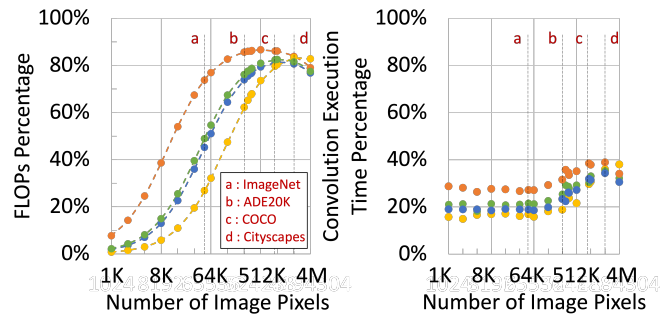 100%
80%
60%
40%
20%
0%
FLOPs Percentage
a
b
c
d
a : ImageNet
b : ADE20K
c : COCO
d : Cityscapes
1K
8K
64K
512K
4M
Number of Image Pixels
100%
80%
60%
40%
20%
0%
Convolution Execution
Time Percentage
a
b
c
d
1K
8K
64K
512K
4M
Number of Image Pixels